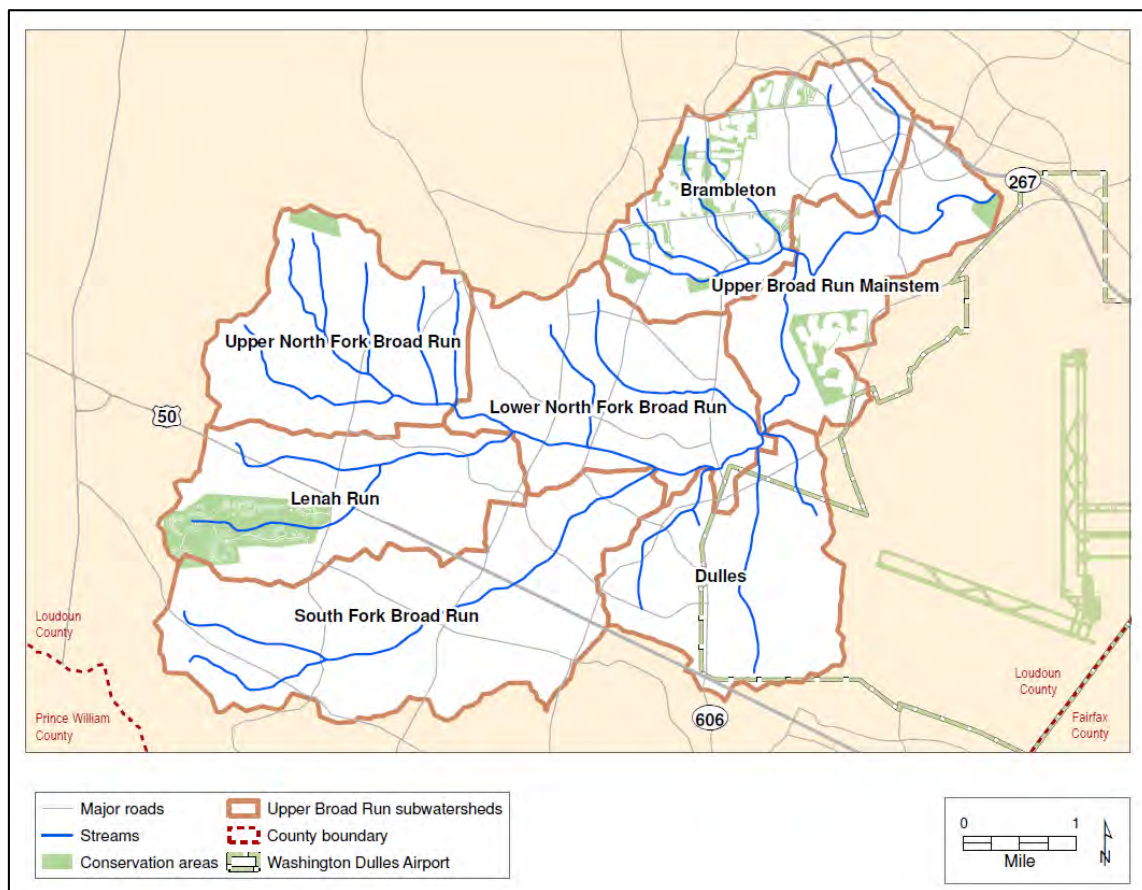 267
Brambleton
Upper Broad Run Mainstem
Upper North Fork Broad Run
Lower North Fork Broad Run
50
Lenah Run
Dulles
South Fork Broad Run
Loudoun
County
Prince William
County
Loudoun
County
Fairfax
County
606
Major roads
Streams
Conservation areas
Upper Broad Run subwatersheds
County boundary
Washington Dulles Airport
0 1
Mile
N